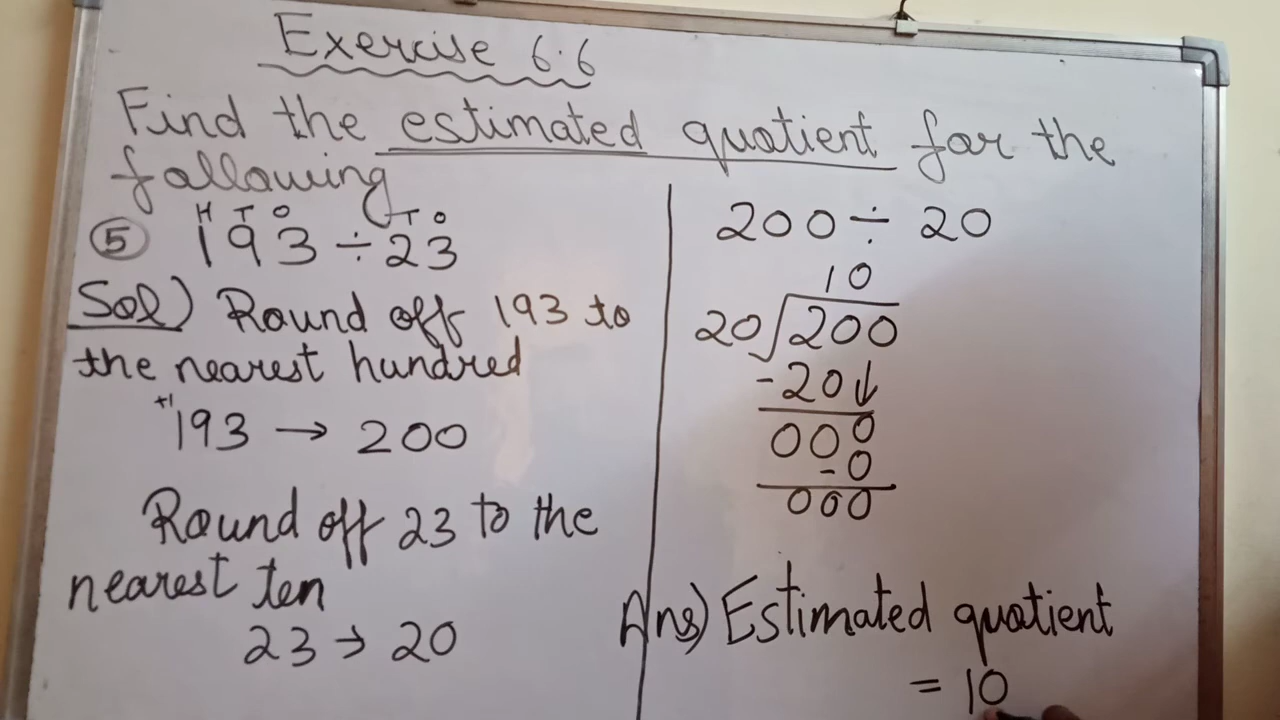 Exercise 6.6
Find the estimated quotient for the
following
H T O T O
5 193 ÷ 23
Sol) Round off 193 to
the nearest hundred
+1
193 → 200
Round off 23 to the
nearest ten
23 → 20
200 ÷ 20
10
20 200
-20↓
000
-0
000
Ans) Estimated quotient
= 10